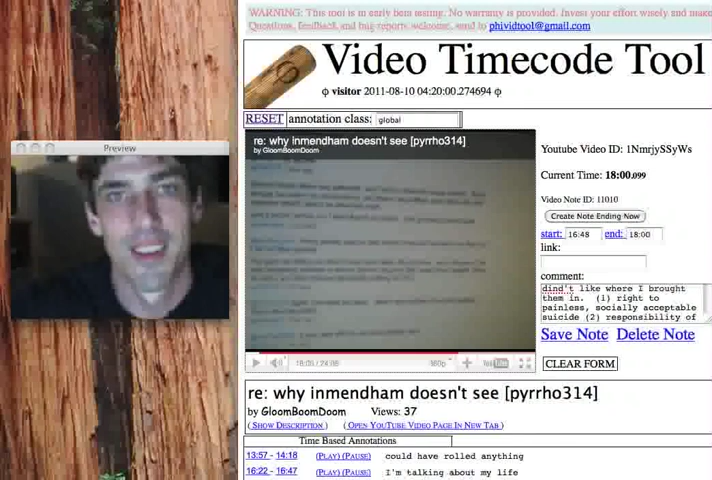 WARNING: This tool is in early beta testing. No warranty is provided. Invest your effort wisely and make
Questions, feedback and bug reports welcome, send to phividtool@gmail.com
Video Timecode Tool
ϕ visitor 2011-08-10 04:20:00.274694 ϕ
RESET annotation class: global
Preview
re: why inmendham doesn't see [pyrrho314]
by GloomBoomDoom
Youtube Video ID: 1NmrjySSyWs
Current Time: 18:00.099
Video Note ID: 11010
Create Note Ending Now
start: 16:48 end: 18:00
link:
comment:
dind't like where I brought
them in. (1) right to
painless, socially acceptable
suicide (2) responsibility of
Save Note Delete Note
CLEAR FORM
360p
YouTube
re: why inmendham doesn't see [pyrrho314]
by GloomBoomDoom Views: 37
( SHOW DESCRIPTION ) ( OPEN YOUTUBE VIDEO PAGE IN NEW TAB )
Time Based Annotations
13:57 - 14:18 (PLAY) (PAUSE) could have rolled anything
16:22 - 16:47 (PLAY) (PAUSE) I'm talking about my life